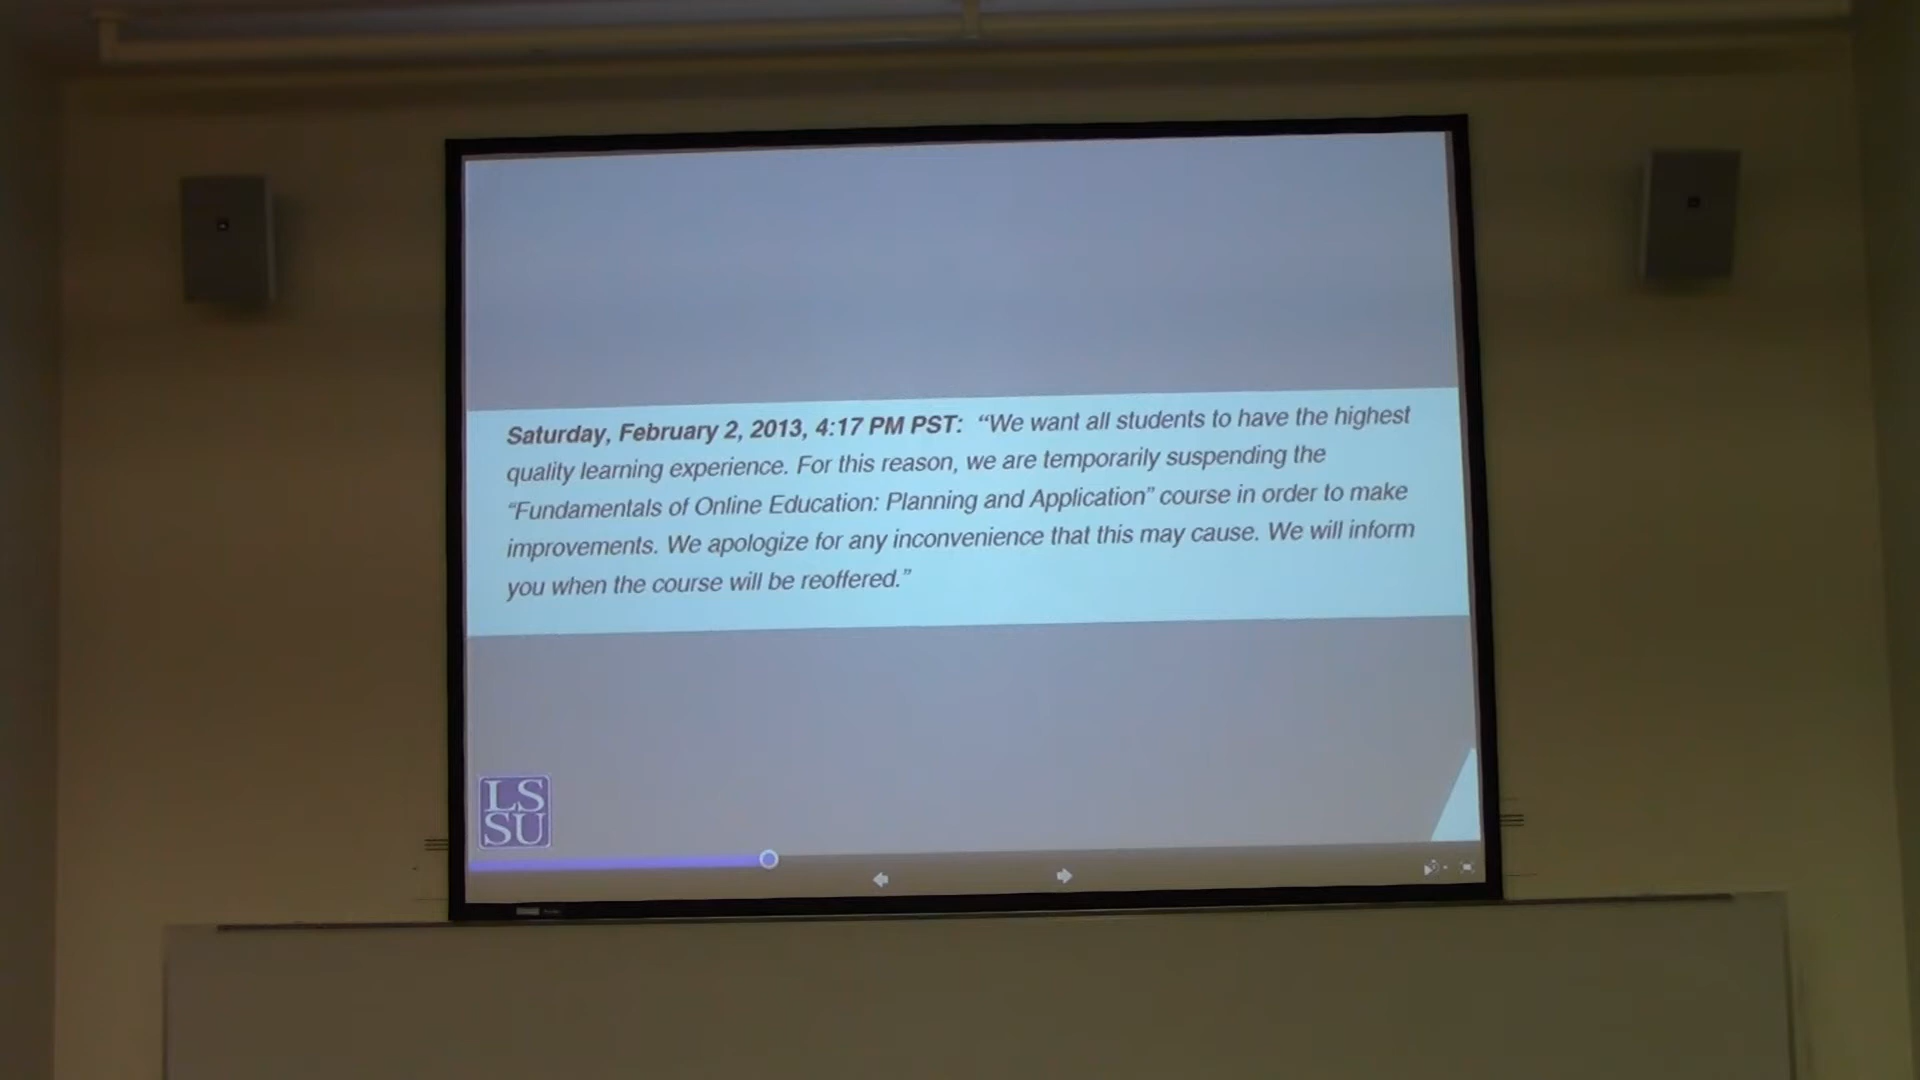 Saturday, February 2, 2013, 4:17 PM PST: “We want all students to have the highest
quality learning experience. For this reason, we are temporarily suspending the
“Fundamentals of Online Education: Planning and Application” course in order to make
improvements. We apologize for any inconvenience that this may cause. We will inform
you when the course will be reoffered.”
LS
SU